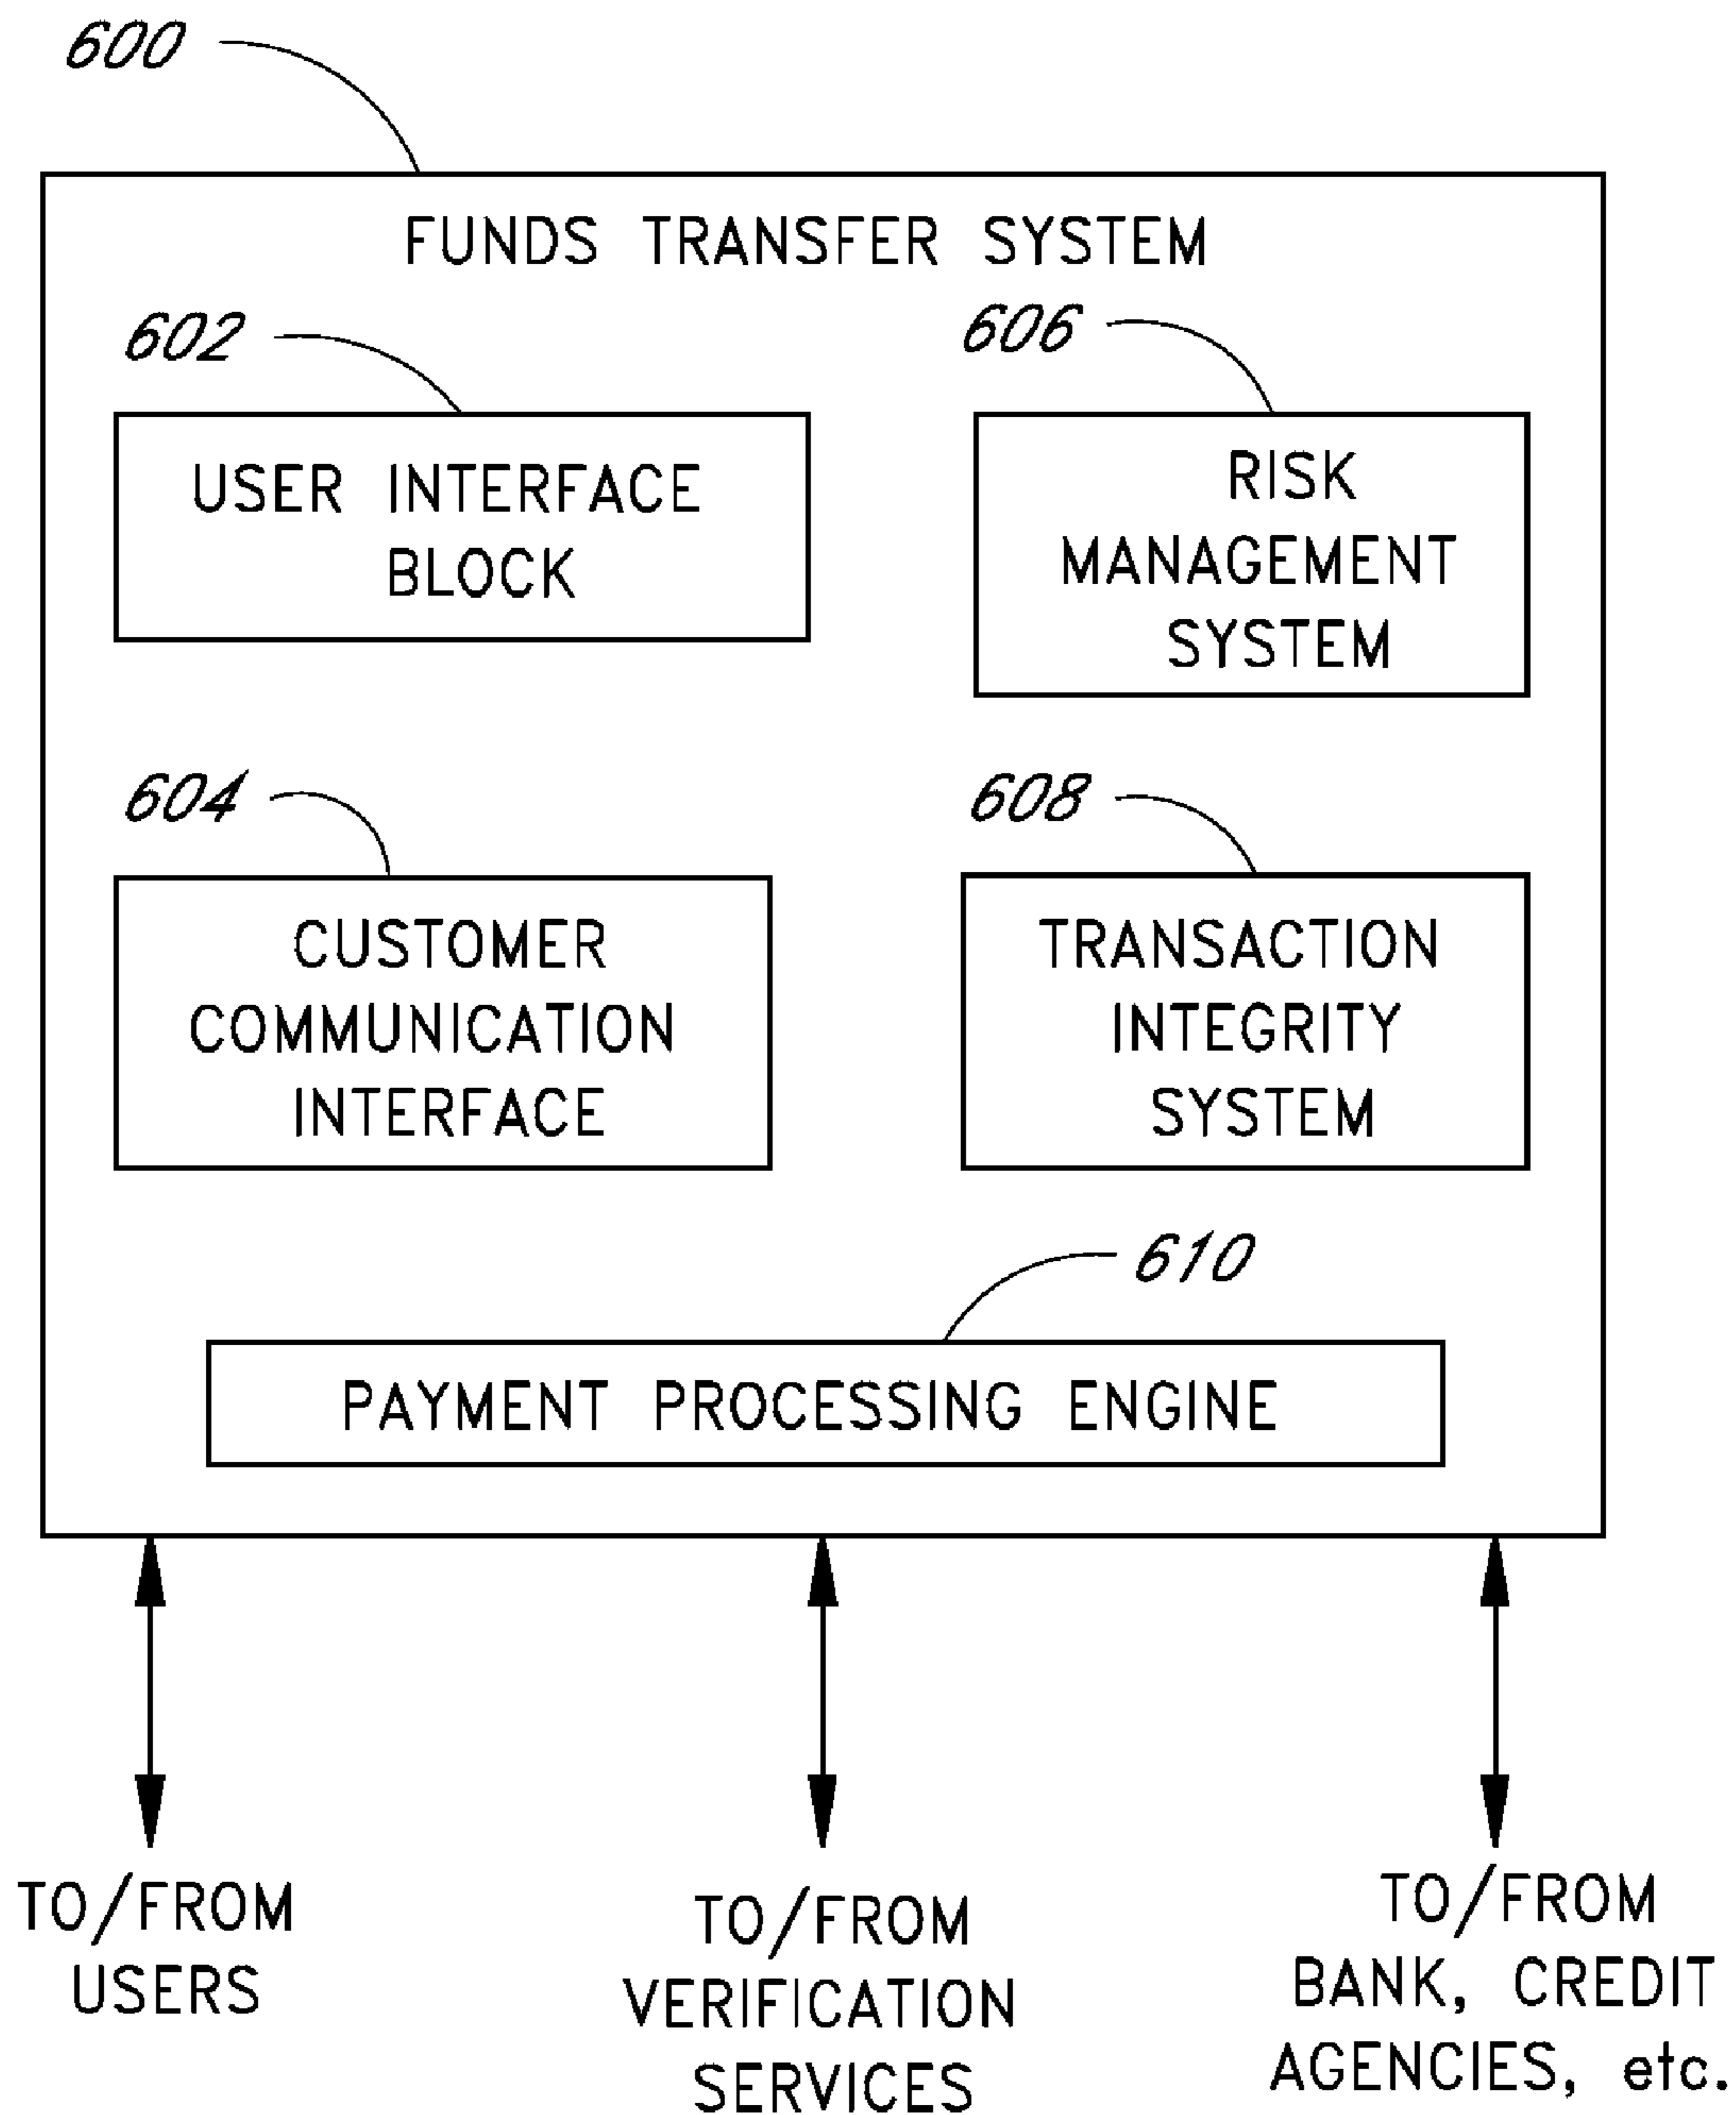 600
FUNDS TRANSFER SYSTEM
602
USER INTERFACE
BLOCK
606
RISK
MANAGEMENT
SYSTEM
604
CUSTOMER
COMMUNICATION
INTERFACE
608
TRANSACTION
INTEGRITY
SYSTEM
610
PAYMENT PROCESSING ENGINE
TO/FROM
USERS
TO/FROM
VERIFICATION
SERVICES
TO/FROM
BANK, CREDIT
AGENCIES, etc.